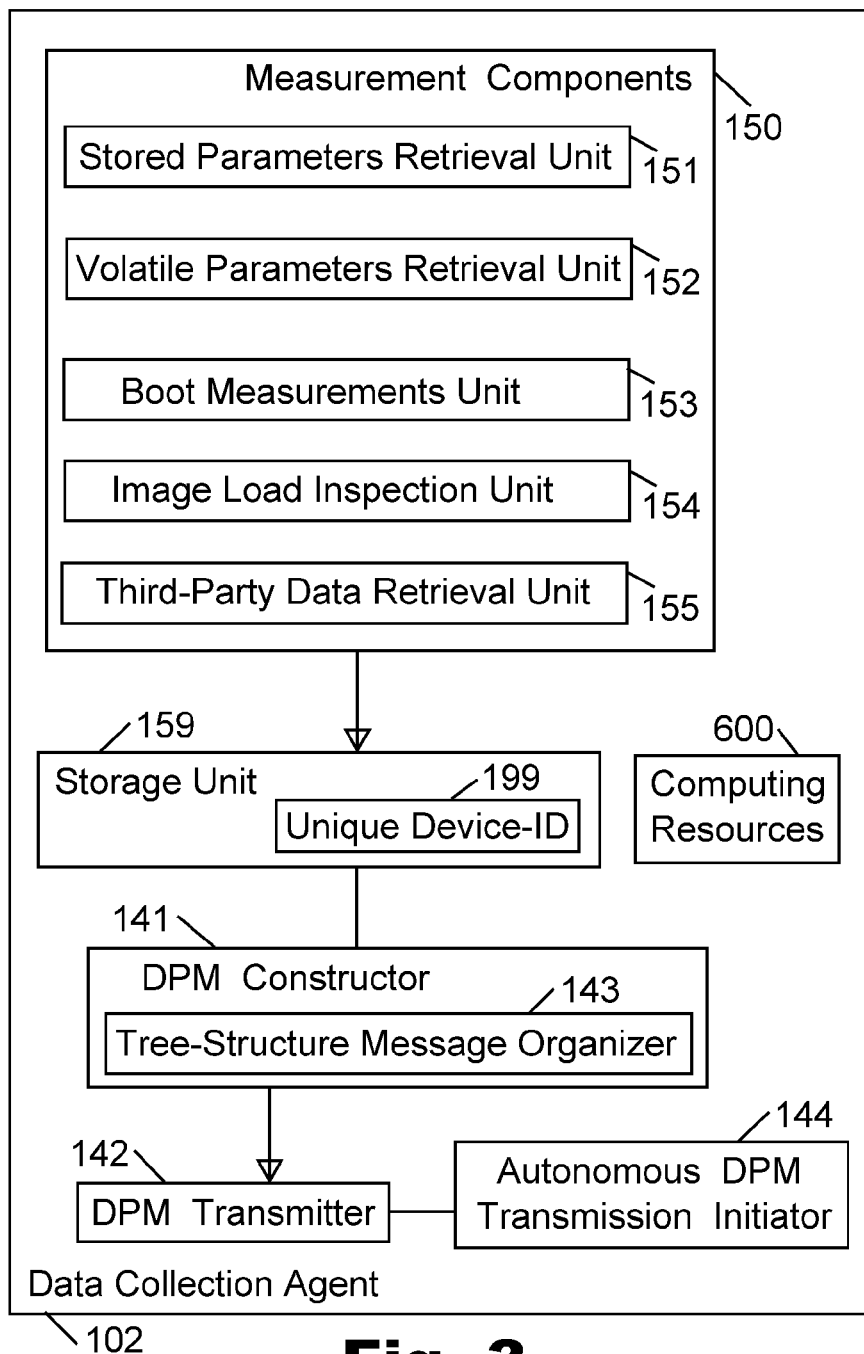 Measurement Components
150
Stored Parameters Retrieval Unit
151
Volatile Parameters Retrieval Unit
152
Boot Measurements Unit
153
Image Load Inspection Unit
154
Third-Party Data Retrieval Unit
155
159
Storage Unit
199
Unique Device-ID
600
Computing
Resources
141
DPM Constructor
143
Tree-Structure Message Organizer
142
DPM Transmitter
144
Autonomous DPM
Transmission Initiator
Data Collection Agent
102